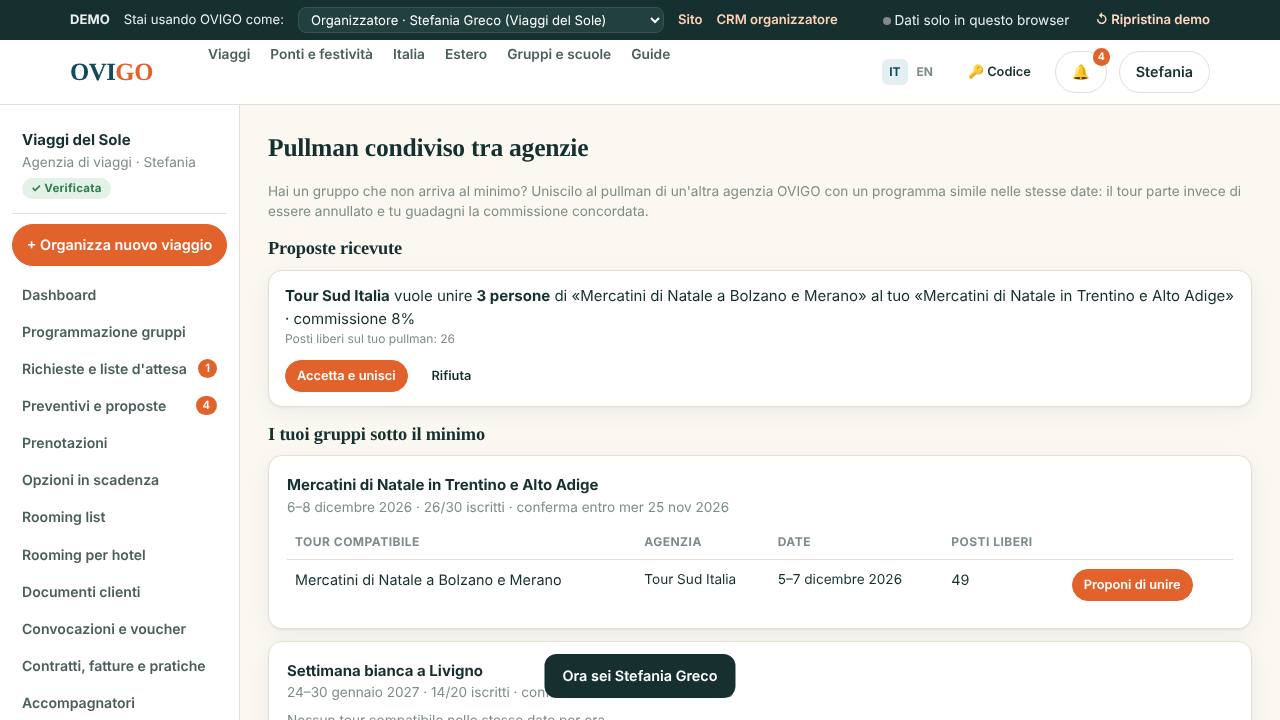 DEMO Stai usando OVIGO come: Organizzatore · Stefania Greco (Viaggi del Sole) Sito CRM organizzatore Dati solo in questo browser Ripristina demo
OVIGO Viaggi Ponti e festività Italia Estero Gruppi e scuole Guide IT EN Codice 4 Stefania
Viaggi del Sole
Agenzia di viaggi · Stefania
✓ Verificata
+ Organizza nuovo viaggio
Dashboard
Programmazione gruppi
Richieste e liste d'attesa 1
Preventivi e proposte 4
Prenotazioni
Opzioni in scadenza
Rooming list
Rooming per hotel
Documenti clienti
Convocazioni e voucher
Contratti, fatture e pratiche
Accompagnatori
Pullman condiviso tra agenzie
Hai un gruppo che non arriva al minimo? Uniscilo al pullman di un'altra agenzia OVIGO con un programma simile nelle stesse date: il tour parte invece di
essere annullato e tu guadagni la commissione concordata.
Proposte ricevute
Tour Sud Italia vuole unire 3 persone di «Mercatini di Natale a Bolzano e Merano» al tuo «Mercatini di Natale in Trentino e Alto Adige»
· commissione 8%
Posti liberi sul tuo pullman: 26
Accetta e unisci Rifiuta
I tuoi gruppi sotto il minimo
Mercatini di Natale in Trentino e Alto Adige
6–8 dicembre 2026 · 26/30 iscritti · conferma entro mer 25 nov 2026
TOUR COMPATIBILE AGENZIA DATE POSTI LIBERI
Mercatini di Natale a Bolzano e Merano Tour Sud Italia 5–7 dicembre 2026 49 Proponi di unire
Settimana bianca a Livigno
24–30 gennaio 2027 · 14/20 iscritti ·
Ora sei Stefania Greco
Nessun tour compatibile nelle stesse date per ora.